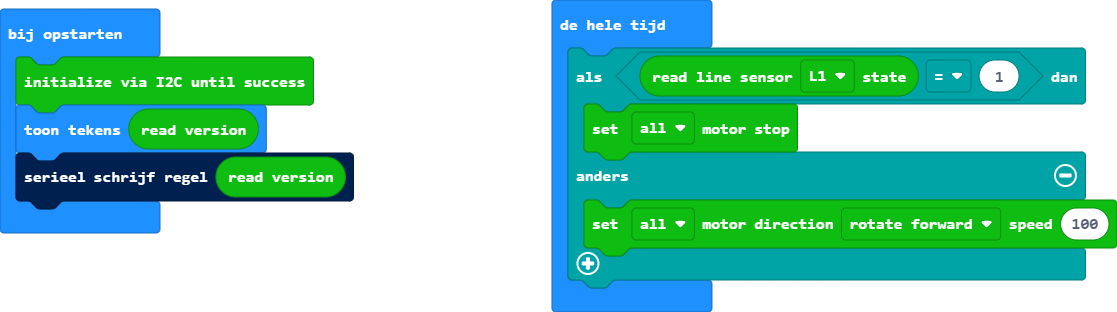 bij opstarten
initialize via I2C until success
toon tekens read version
serieel schrijf regel read version
de hele tijd
als read line sensor L1 state = 1 dan
set all motor stop
anders
set all motor direction rotate forward speed 100